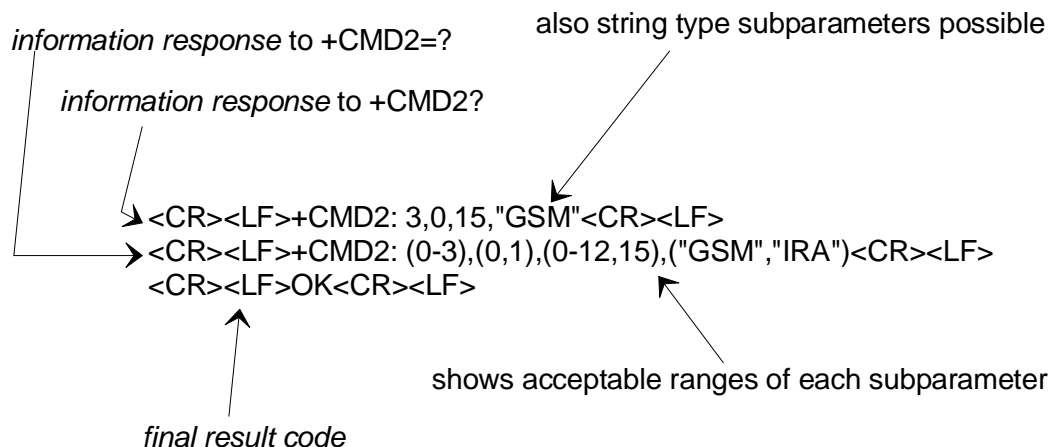 also string type subparameters possible
information response to +CMD2=?
information response to +CMD2?
<CR><LF>+CMD2: 3,0,15,"GSM"<CR><LF>
<CR><LF>+CMD2: (0-3),(0,1),(0-12,15),("GSM","IRA")<CR><LF>
<CR><LF>OK<CR><LF>
shows acceptable ranges of each subparameter
final result code